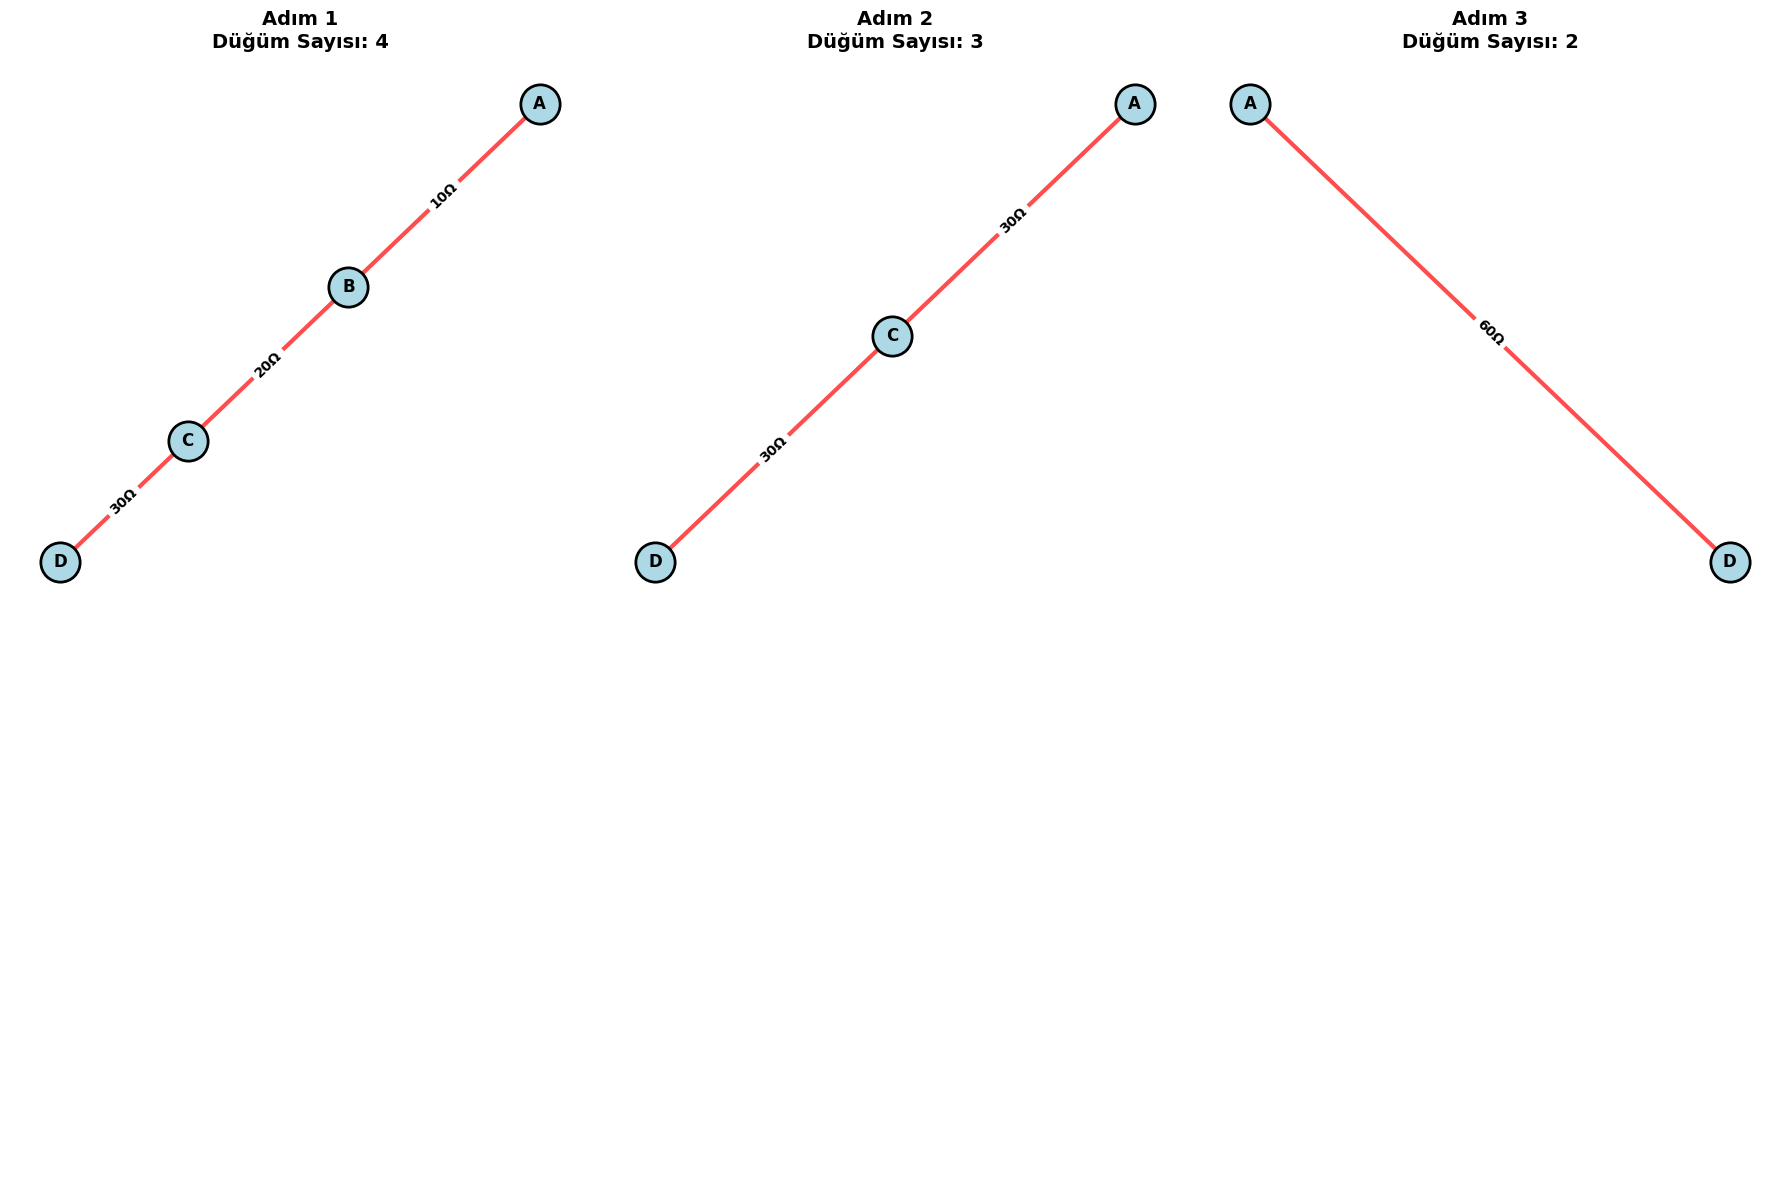 Adım 1
Düğüm Sayısı: 4
A
10Ω
B
20Ω
C
30Ω
D
Adım 2
Düğüm Sayısı: 3
A
30Ω
C
30Ω
D
Adım 3
Düğüm Sayısı: 2
A
60Ω
D